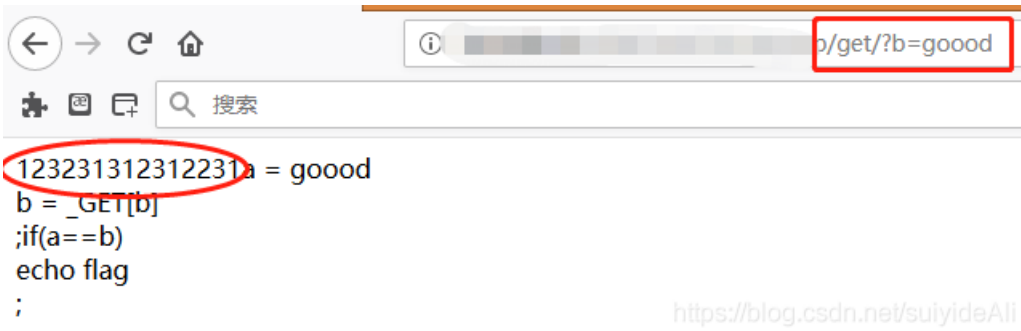 /get/?b=goood
搜索
123231312312231a = goood
b = _GET[b]
;if(a==b)
echo flag
;
https://blog.csdn.net/suiyideAli